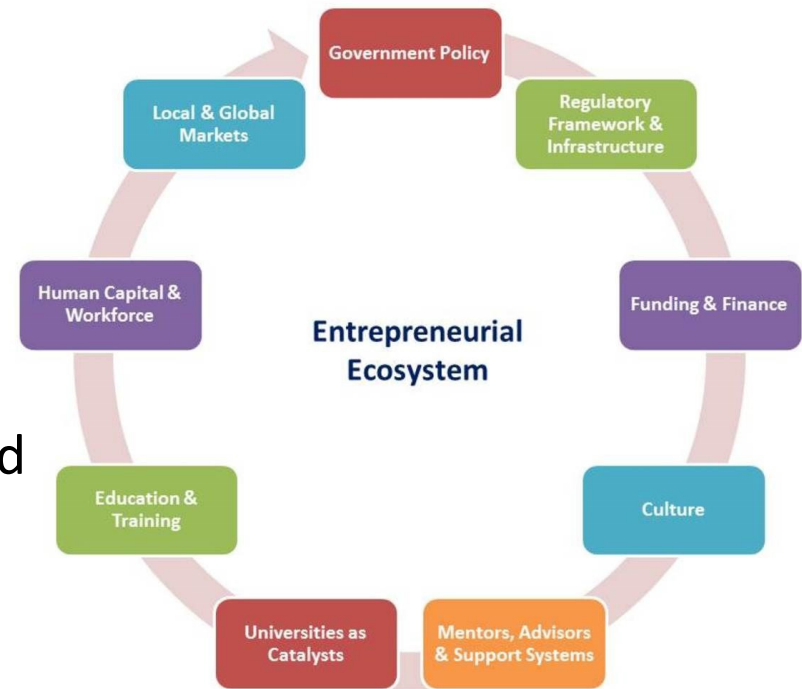 Government Policy
Regulatory
Framework &
Infrastructure
Funding & Finance
Culture
Mentors, Advisors
& Support Systems
Universities as
Catalysts
Education &
Training
Human Capital &
Workforce
Local & Global
Markets
Entrepreneurial
Ecosystem
d